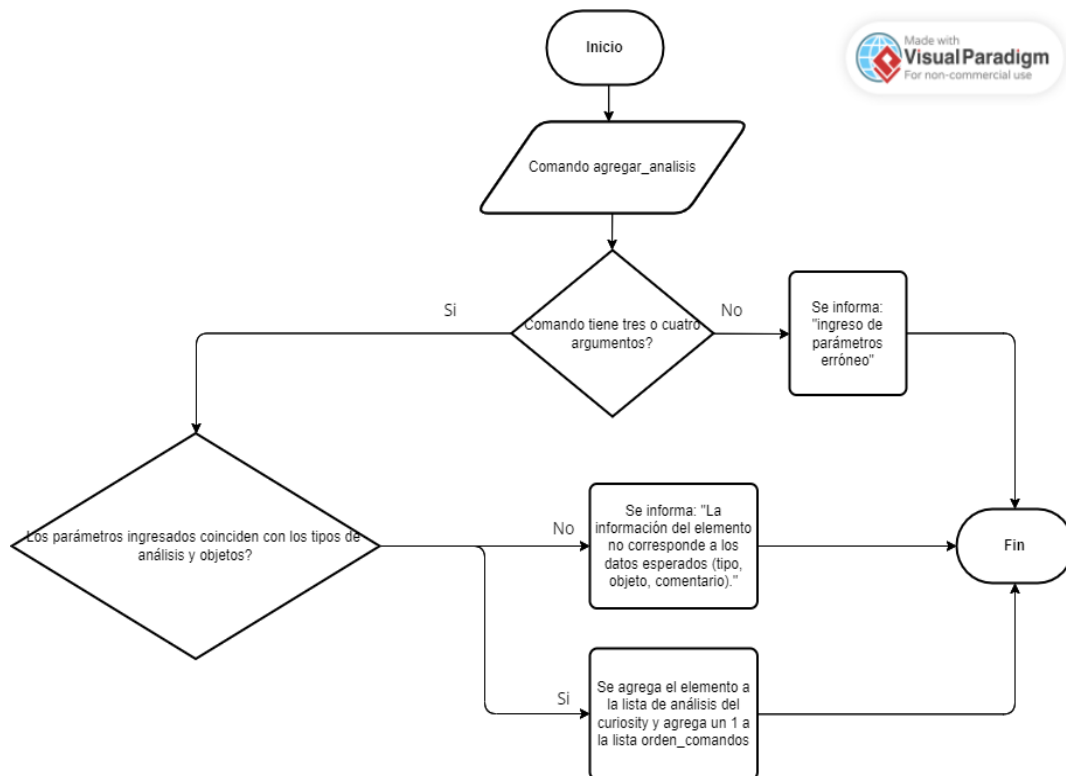 Inicio
Made with
Visual Paradigm
For non-commercial use
Comando agregar_analisis
Si
No
Comando tiene tres o cuatro
argumentos?
Se informa:
"ingreso de
parámetros
erróneo"
Los parámetros ingresados coinciden con los tipos de
análisis y objetos?
No
Se informa: "La
información del elemento
no corresponde a los
datos esperados (tipo,
objeto, comentario)."
Fin
Si
Se agrega el elemento a
la lista de análisis del
curiosity y agrega un 1 a
la lista orden_comandos